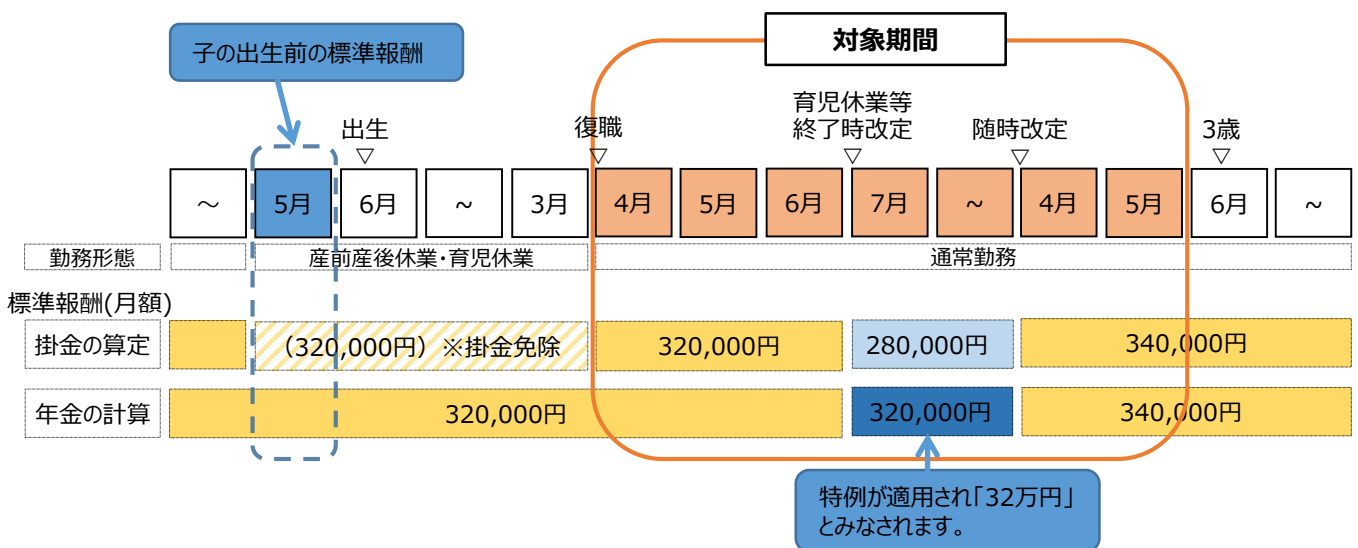 対象期間
子の出生前の標準報酬
出生
復職
育児休業等
終了時改定
随時改定
3歳
▽ ▽ ▽ ▽ ▽
～ 5月 6月 ~ 3月 4月 5月 6月 7月 ~ 4月 5月 6月 ~
勤務形態 産前産後休業・育児休業 通常勤務
標準報酬(月額)
掛金の算定 （320,000円）※掛金免除 320,000円 280,000円 340,000円
年金の計算 320,000円 320,000円 340,000円
特例が適用され「32万円」
とみなされます。